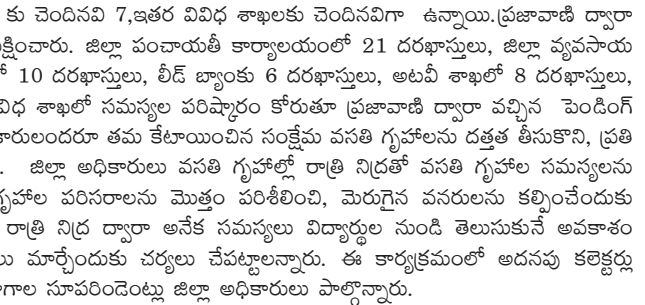 కు చెందినవి 7,ఇతర వివిధ శాఖలకు చెందినవిగా ఉన్నాయి.ప్రజావాణి ద్వారా
క్షించారు. జిల్లా పంచాయతీ కార్యాలయంలో 21 దరఖాస్తులు, జిల్లా వ్యవసాయ
లో 10 దరఖాస్తులు, లీడ్ బ్యాంకు 6 దరఖాస్తులు, అటవీ శాఖలో 8 దరఖాస్తులు,
విధ శాఖలో సమస్యల పరిష్కారం కోరుతూ ప్రజావాణి ద్వారా వచ్చిన పెండింగ్
కారులందరూ తమ కేటాయించిన సంక్షేమ వసతి గృహాలను దత్తత తీసుకొని, ప్రతి
. జిల్లా అధికారులు వసతి గృహాల్లో రాత్రి నిద్రతో వసతి గృహాల సమస్యలను
గృహాల పరిసరాలను మొత్తం పరిశీలించి, మెరుగైన వనరులను కల్పించేందుకు
రాత్రి నిద్ర ద్వారా అనేక సమస్యలు విద్యార్థుల నుండి తెలుసుకునే అవకాశం
లు మార్చేందుకు చర్యలు చేపట్టాలన్నారు. ఈ కార్యక్రమంలో అదనపు కలెక్టర్లు
గాల సూపరిండెంట్లు జిల్లా అధికారులు పాల్గొన్నారు.